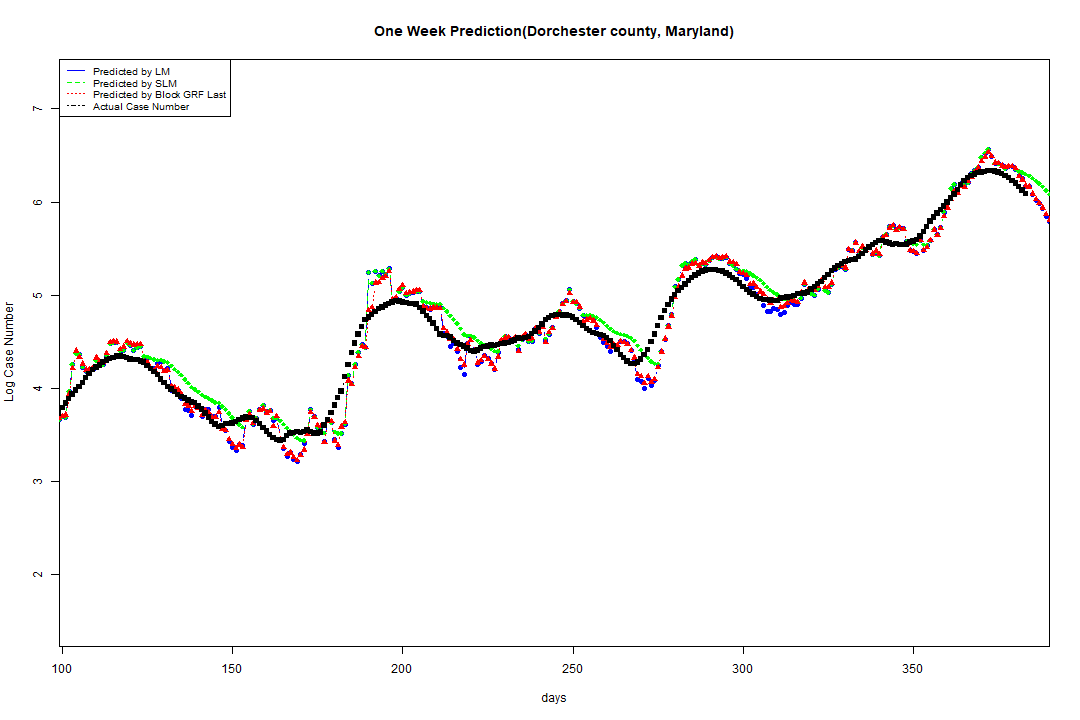 One Week Prediction(Dorchester county, Maryland)
Predicted by LM
Predicted by SLM
Predicted by Block GRF Last
Actual Case Number
Log Case Number
7
6
5
4
3
2
100 150 200 250 300 350
days